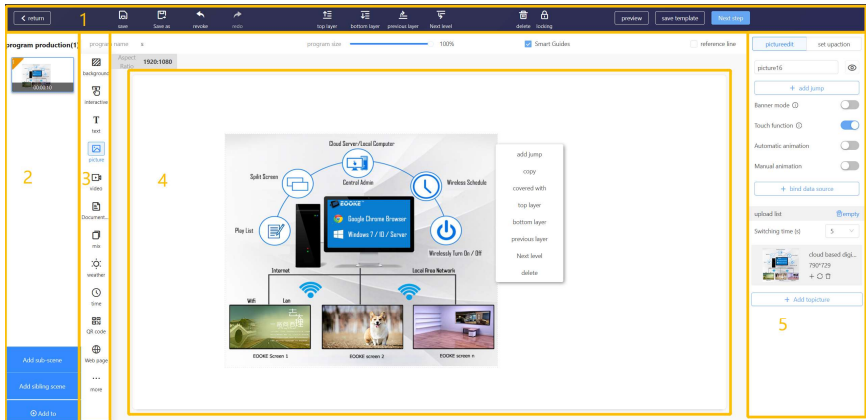 return
1
save
Save as
revoke
redo
top layer
bottom layer
previous layer
Next level
delete
locking
preview
save template
Next step
program production(1)
00:00:10
2
Add sub-scene
Add sibling scene
Add to
program name
s
program size
100%
Smart Guides
reference line
Aspect
Ratio
1920:1080
background
interactive
text
picture
3
video
Document...
mix
weather
time
QR code
Web page
more
4
Cloud Server/Local Computer
Split Screen
Central Admin
Wireless Schedule
EOOKE
Google Chrome Browser
Windows 7 / 10 / Server
Play List
Wirelessly Turn On / Off
Internet
Local Area Network
Wifi
Lan
EOOKE Screen 1
EOOKE screen 2
EOOKE screen n
add jump
copy
covered with
top layer
bottom layer
previous layer
Next level
delete
pictureedit
set upaction
picture16
+ add jump
Banner mode
Touch function
Automatic animation
Manual animation
+ bind data source
upload list
empty
Switching time (s)
5
cloud based digi...
790*729
+ Add topicture
5